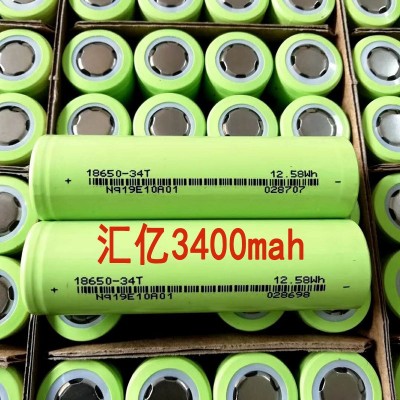 + 18650-34T 12.58Wh -
N919E10A01 028707
汇亿3400mah
18650-34T 12.58Wh
N919E10A01 028698